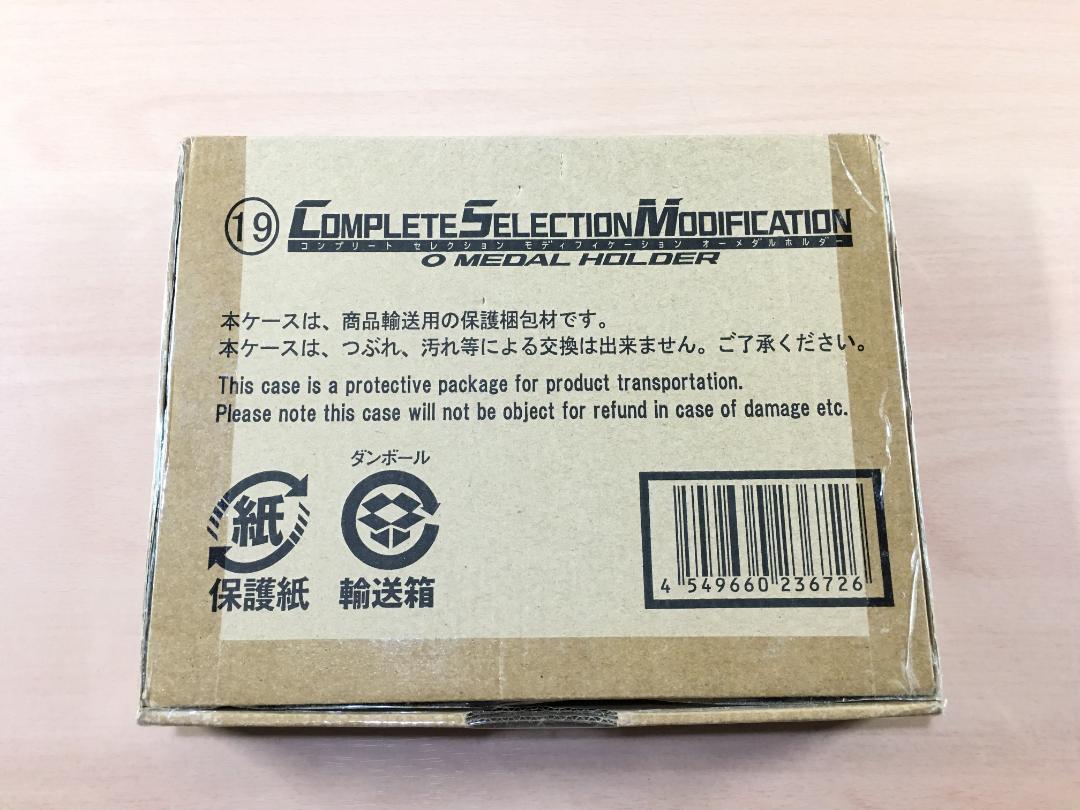 19 COMPLETE SELECTION MODIFICATION
コンプリート セレクション モディフィケーション オーメダルホルダー
O MEDAL HOLDER
本ケースは、商品輸送用の保護梱包材です。
本ケースは、つぶれ、汚れ等による交換は出来ません。ご了承ください。
This case is a protective package for product transportation.
Please note this case will not be object for refund in case of damage etc.
紙
保護紙
ダンボール
輸送箱
4 549660 236726